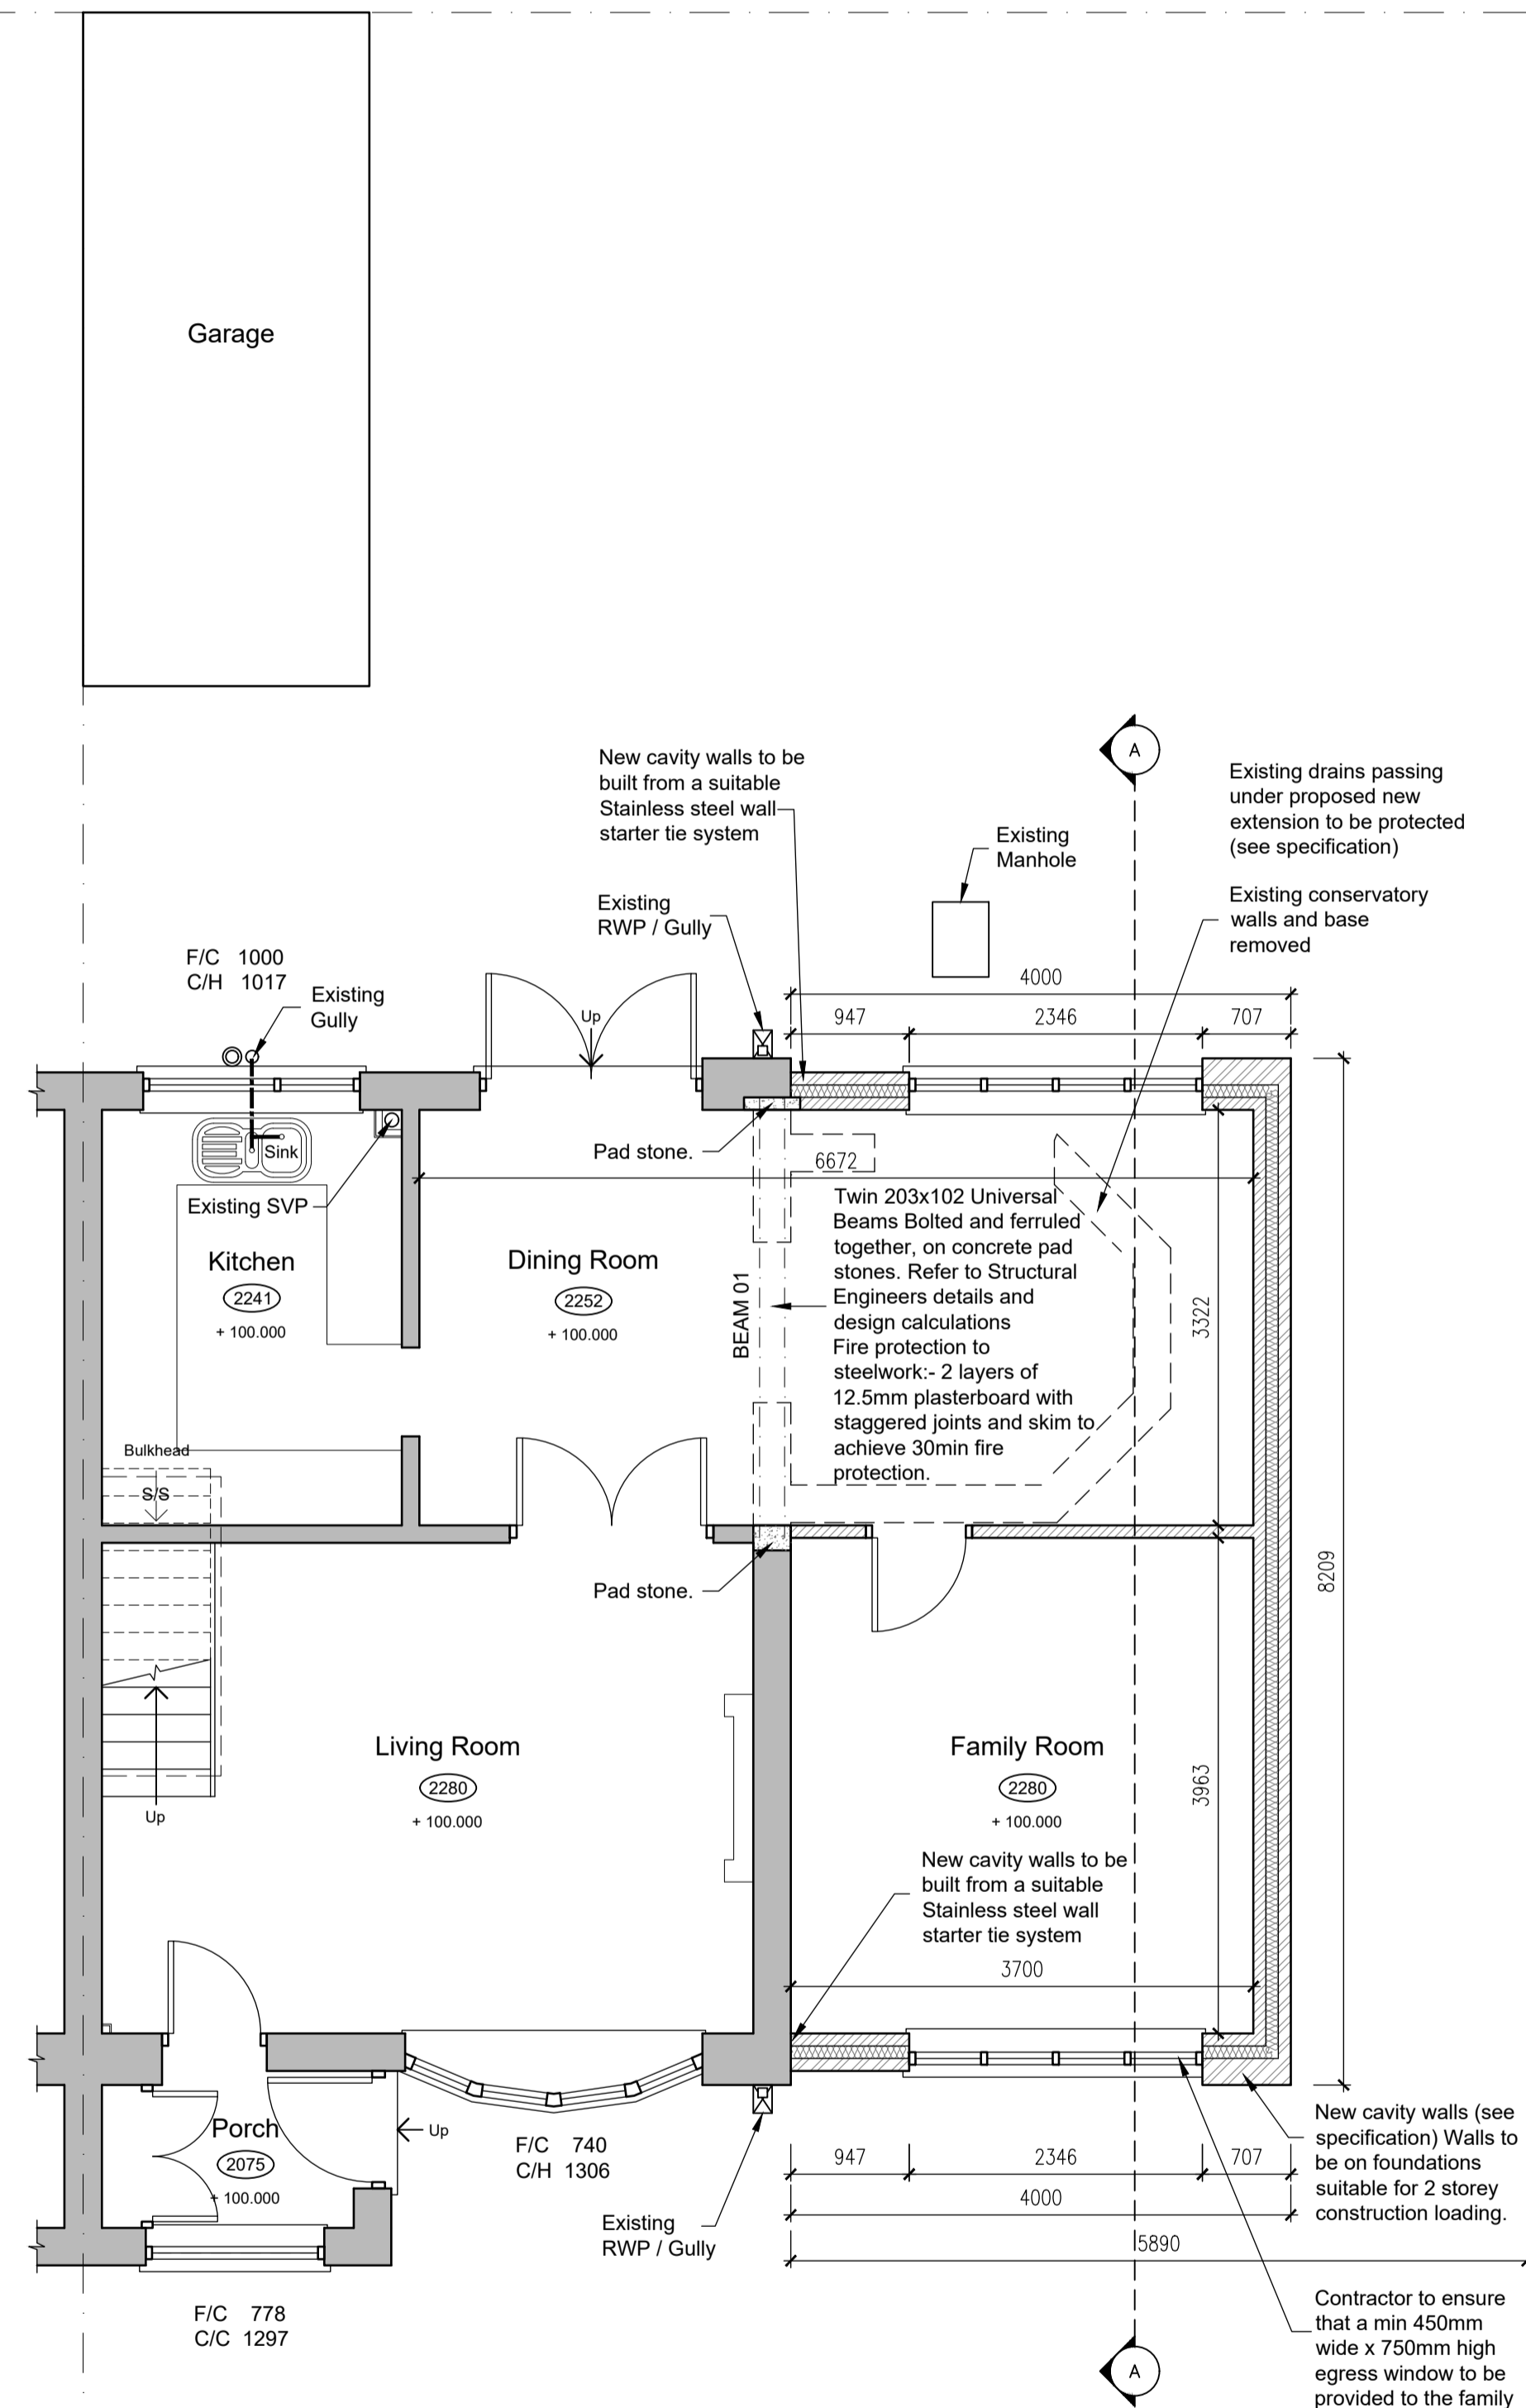 Garage
New cavity walls to be
built from a suitable
Stainless steel wall
starter tie system
A
Existing drains passing
under proposed new
extension to be protected
(see specification)
Existing
Manhole
Existing conservatory
walls and base
removed
Existing
RWP / Gully
F/C 1000
C/H 1017
Existing
Gully
Up
4000
947
2346
707
Sink
Pad stone.
6672
Existing SVP
Kitchen
2241
+ 100.000
Dining Room
2252
+ 100.000
BEAM 01
Twin 203x102 Universal
Beams Bolted and ferruled
together, on concrete pad
stones. Refer to Structural
Engineers details and
design calculations
Fire protection to
steelwork:- 2 layers of
12.5mm plasterboard with
staggered joints and skim to
achieve 30min fire
protection.
3322
Bulkhead
S/S
8209
Pad stone.
Living Room
2280
+ 100.000
Up
Family Room
2280
+ 100.000
3963
New cavity walls to be
built from a suitable
Stainless steel wall
starter tie system
3700
Porch
2075
+ 100.000
Up
F/C 740
C/H 1306
947
2346
707
4000
5890
Existing
RWP / Gully
New cavity walls (see
specification) Walls to
be on foundations
suitable for 2 storey
construction loading.
F/C 778
C/C 1297
Contractor to ensure
that a min 450mm
wide x 750mm high
egress window to be
provided to the family
A